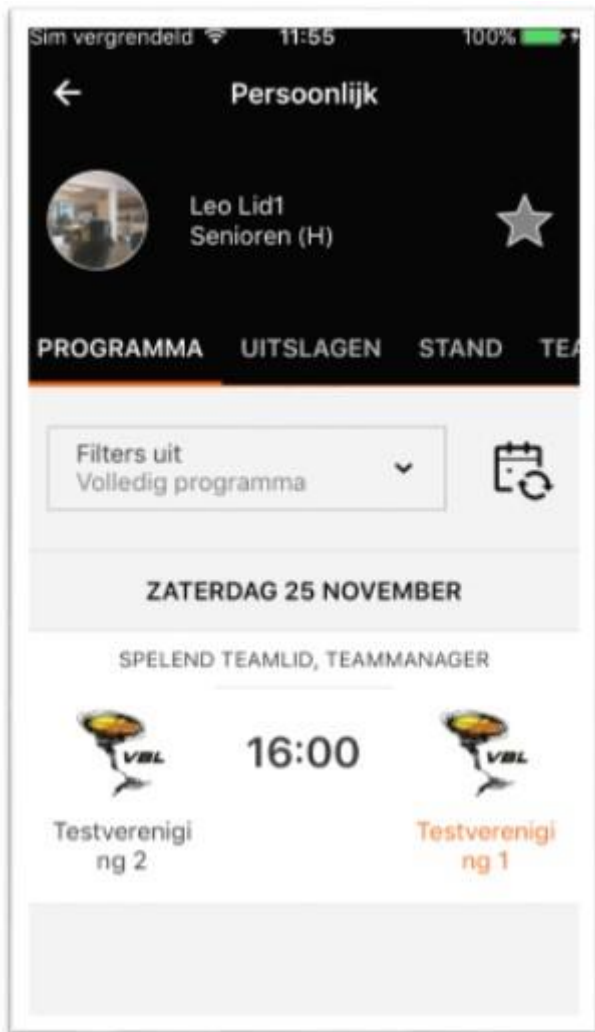 Sim vergrendeld 11:55 100%
Persoonlijk
Leo Lid1
Senioren (H)
PROGRAMMA UITSLAGEN STAND TEA
Filters uit
Volledig programma
ZATERDAG 25 NOVEMBER
SPELEND TEAMLID, TEAMMANAGER
VBL 16:00 VBL
Testverenigi Testverenigi
ng 2 ng 1